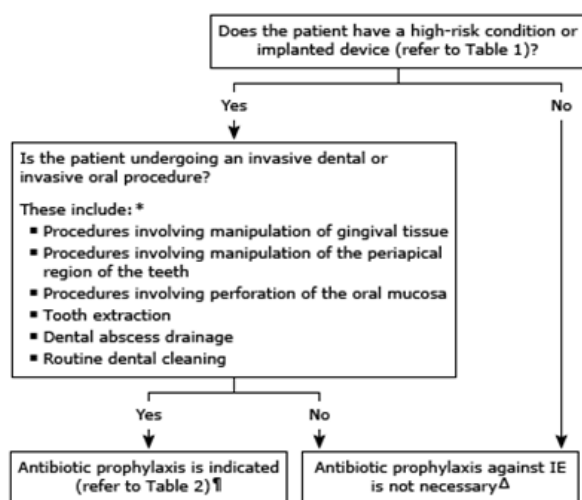 Does the patient have a high-risk condition or
implanted device (refer to Table 1)?
Yes
No
Is the patient undergoing an invasive dental or
invasive oral procedure?
These include: *
▪ Procedures involving manipulation of gingival tissue
▪ Procedures involving manipulation of the periapical
region of the teeth
▪ Procedures involving perforation of the oral mucosa
▪ Tooth extraction
▪ Dental abscess drainage
▪ Routine dental cleaning
Yes
No
Antibiotic prophylaxis is indicated
(refer to Table 2)¶
Antibiotic prophylaxis against IE
is not necessaryΔ